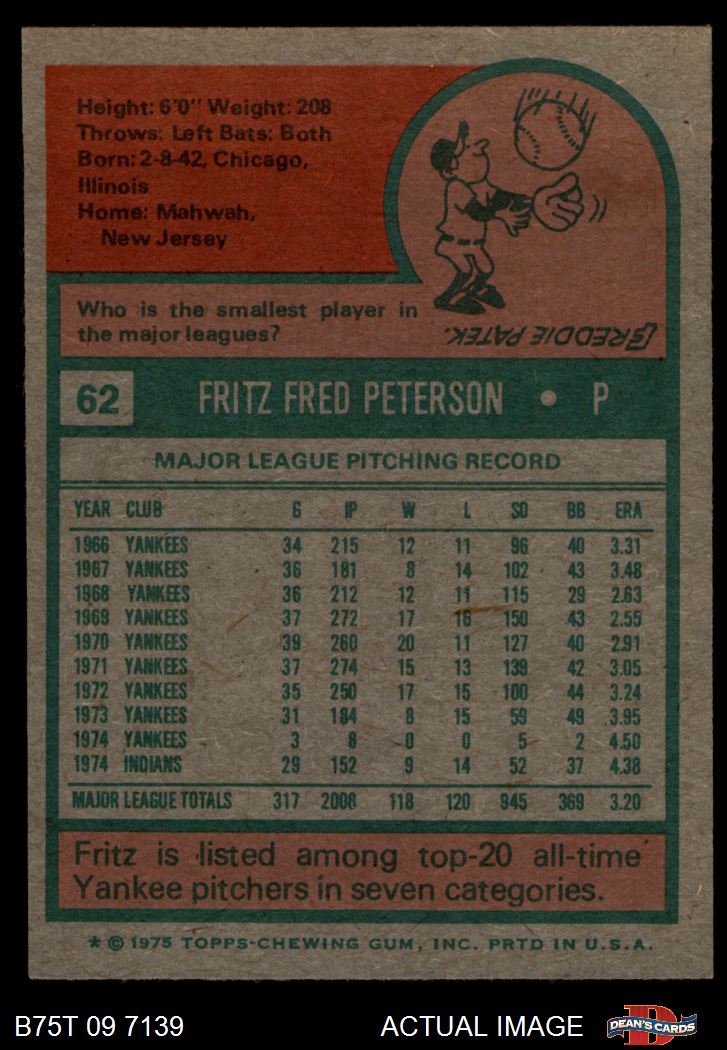 Height: 6'0" Weight: 208
Throws: Left Bats: Both
Born: 2-8-42, Chicago,
Illinois
Home: Mahwah,
New Jersey
Who is the smallest player in
the major leagues?
FREDDIE PATEK.
62 FRITZ FRED PETERSON • P
MAJOR LEAGUE PITCHING RECORD
YEAR CLUB G IP W L SO BB ERA
1966 YANKEES 34 215 12 11 96 40 3.31
1967 YANKEES 36 181 8 14 102 43 3.48
1968 YANKEES 36 212 12 11 115 29 2.63
1969 YANKEES 37 272 17 16 150 43 2.55
1970 YANKEES 39 260 20 11 127 40 2.91
1971 YANKEES 37 274 15 13 139 42 3.05
1972 YANKEES 35 250 17 15 100 44 3.24
1973 YANKEES 31 184 8 15 59 49 3.95
1974 YANKEES 3 8 0 0 5 2 4.50
1974 INDIANS 29 152 9 14 52 37 4.38
MAJOR LEAGUE TOTALS 317 2008 118 120 945 369 3.20
Fritz is listed among top-20 all-time
Yankee pitchers in seven categories.
* © 1975 TOPPS-CHEWING GUM, INC. PRTD IN U.S.A.
B75T 09 7139 ACTUAL IMAGE
DEAN'S CARDS